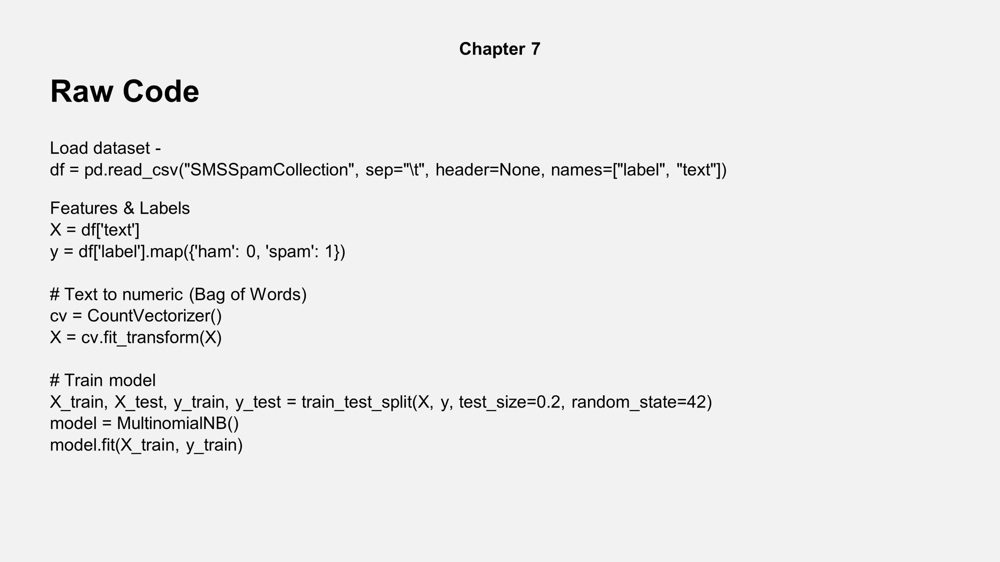 Chapter 7
Raw Code
Load dataset -
df = pd.read_csv("SMSSpamCollection", sep="\t", header=None, names=["label", "text"])
Features & Labels
X = df['text']
y = df['label'].map({'ham': 0, 'spam': 1})
# Text to numeric (Bag of Words)
cv = CountVectorizer()
X = cv.fit_transform(X)
# Train model
X_train, X_test, y_train, y_test = train_test_split(X, y, test_size=0.2, random_state=42)
model = MultinomialNB()
model.fit(X_train, y_train)